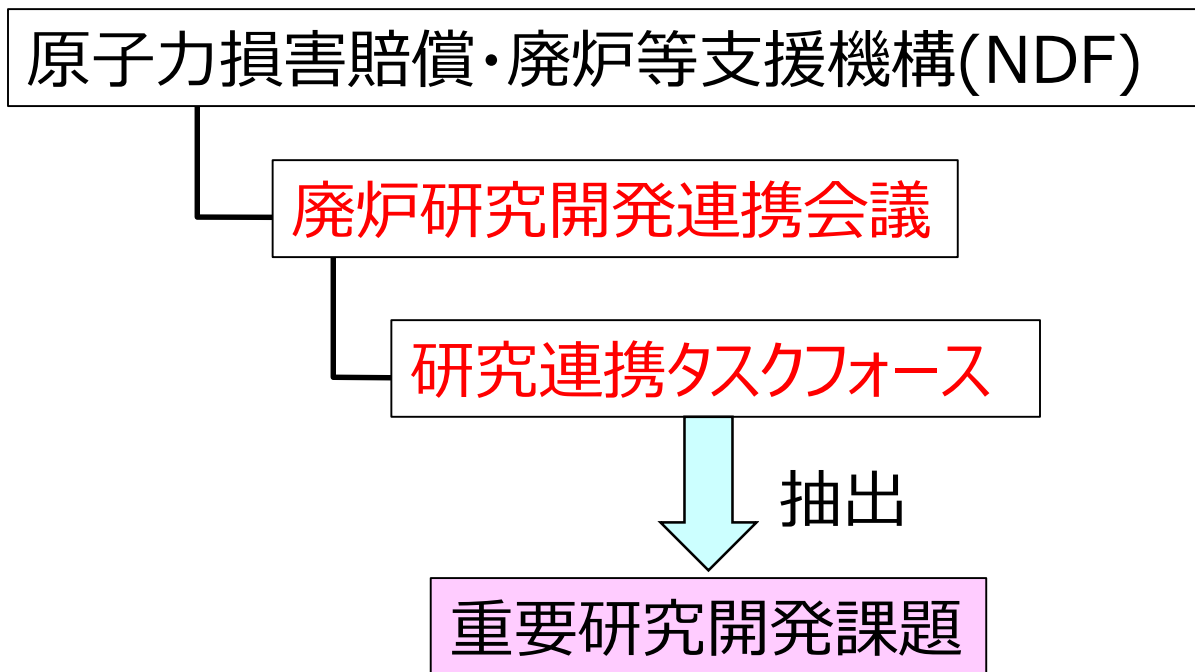 原子力損害賠償・廃炉等支援機構(NDF)
廃炉研究開発連携会議
研究連携タスクフォース
抽出
重要研究開発課題